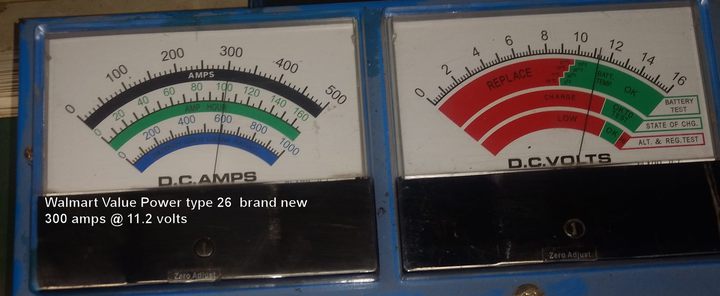 0 100 200 300 400 500
AMPS
0 20 40 60 80 100 120 140 160
AMP. HOUR
0 200 400 600 800 1000
D.C. AMPS
Zero Adjust.
Walmart Value Power type 26 brand new
300 amps @ 11.2 volts
0 2 4 6 8 10 12 14 16
REPLACE
BATT. TEMP
OK
CHARGE
LOW
OK
BATTERY TEST
STATE OF CHG.
ALT. & REG.TEST
D.C.VOLTS
Zero Adjust.